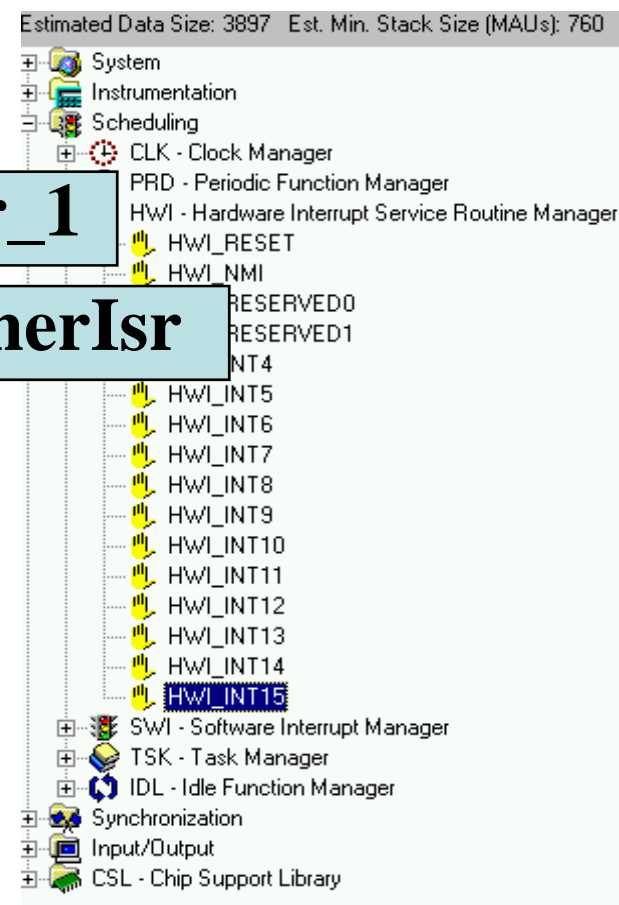 Estimated Data Size: 3897 Est. Min. Stack Size (MAUs): 760
System
Instrumentation
Scheduling
CLK - Clock Manager
PRD - Periodic Function Manager
r_1
HWI - Hardware Interrupt Service Routine Manager
HWI_RESET
HWI_NMI
RESERVED0
nerIsr
RESERVED1
NT4
HWI_INT5
HWI_INT6
HWI_INT7
HWI_INT8
HWI_INT9
HWI_INT10
HWI_INT11
HWI_INT12
HWI_INT13
HWI_INT14
HWI_INT15
SWI - Software Interrupt Manager
TSK - Task Manager
IDL - Idle Function Manager
Synchronization
Input/Output
CSL - Chip Support Library